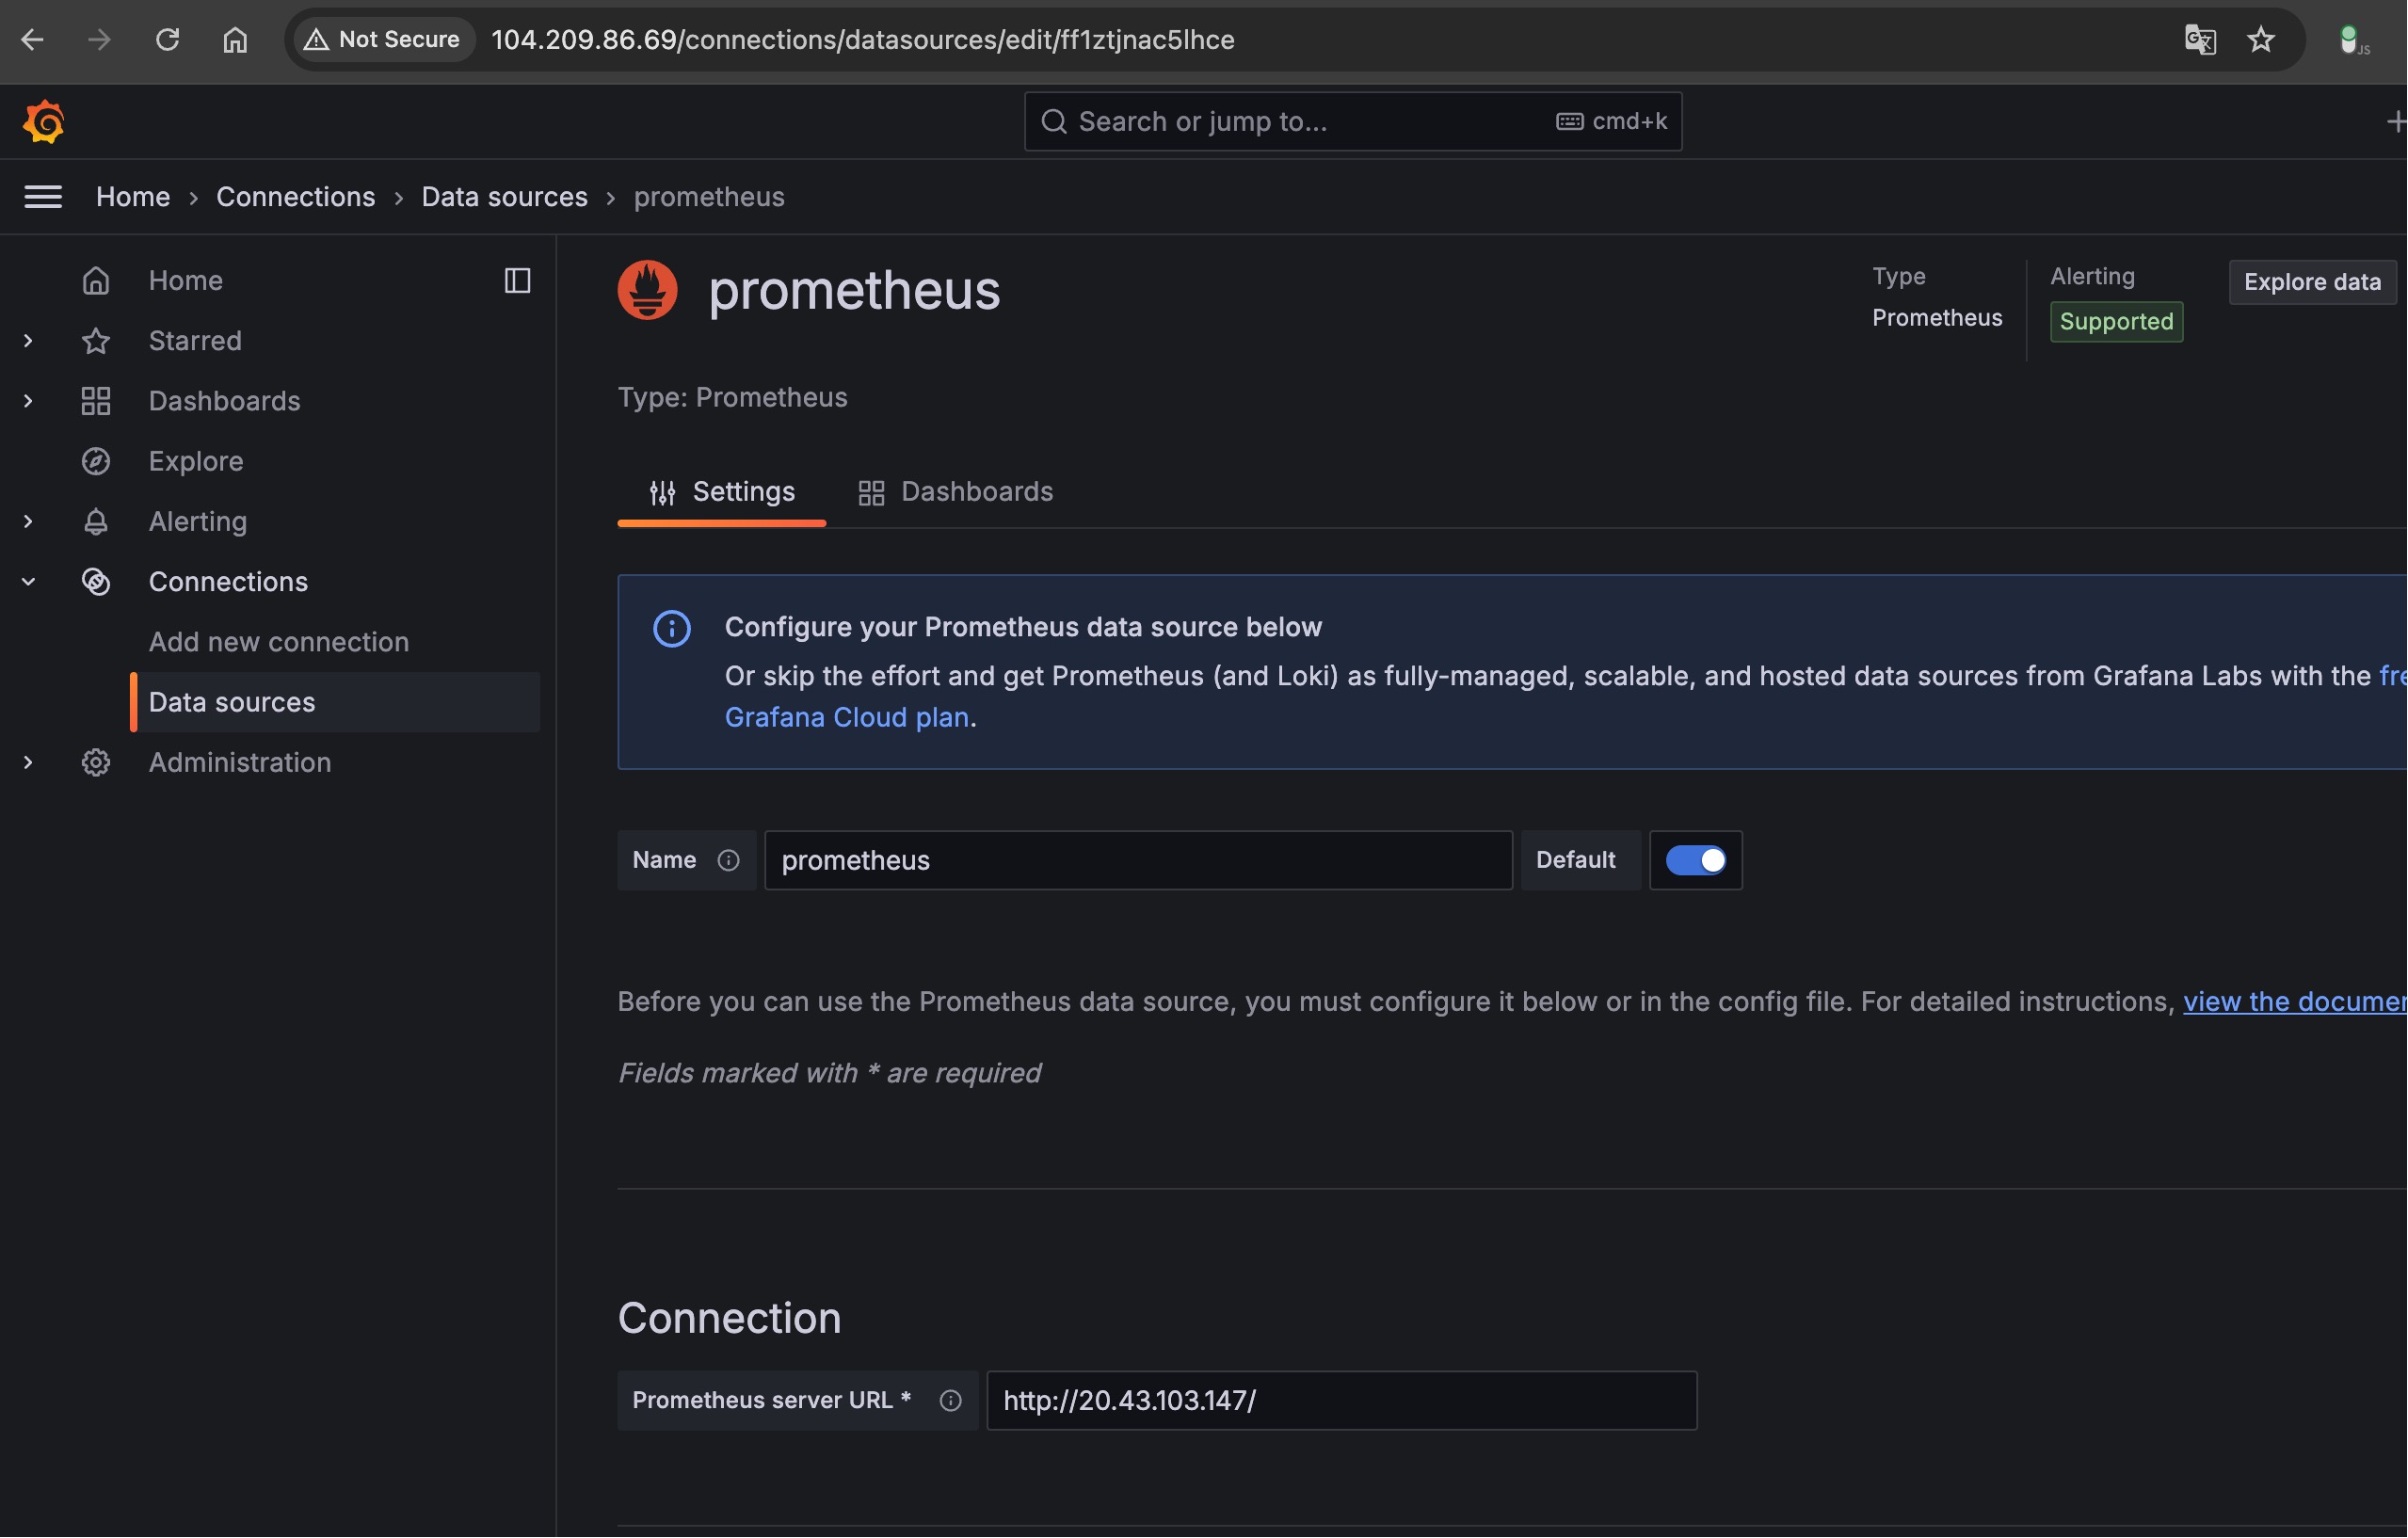 Not Secure 104.209.86.69/connections/datasources/edit/ff1ztjnac5lhce
JS
Search or jump to... cmd+k
Home › Connections › Data sources › prometheus
Home
Starred
Dashboards
Explore
Alerting
Connections
Add new connection
Data sources
Administration
prometheus
Type
Prometheus
Alerting
Supported
Explore data
Type: Prometheus
Settings
Dashboards
Configure your Prometheus data source below
Or skip the effort and get Prometheus (and Loki) as fully-managed, scalable, and hosted data sources from Grafana Labs with the
Grafana Cloud plan.
Name prometheus Default
Before you can use the Prometheus data source, you must configure it below or in the config file. For detailed instructions, view the
Fields marked with * are required
Connection
Prometheus server URL * http://20.43.103.147/